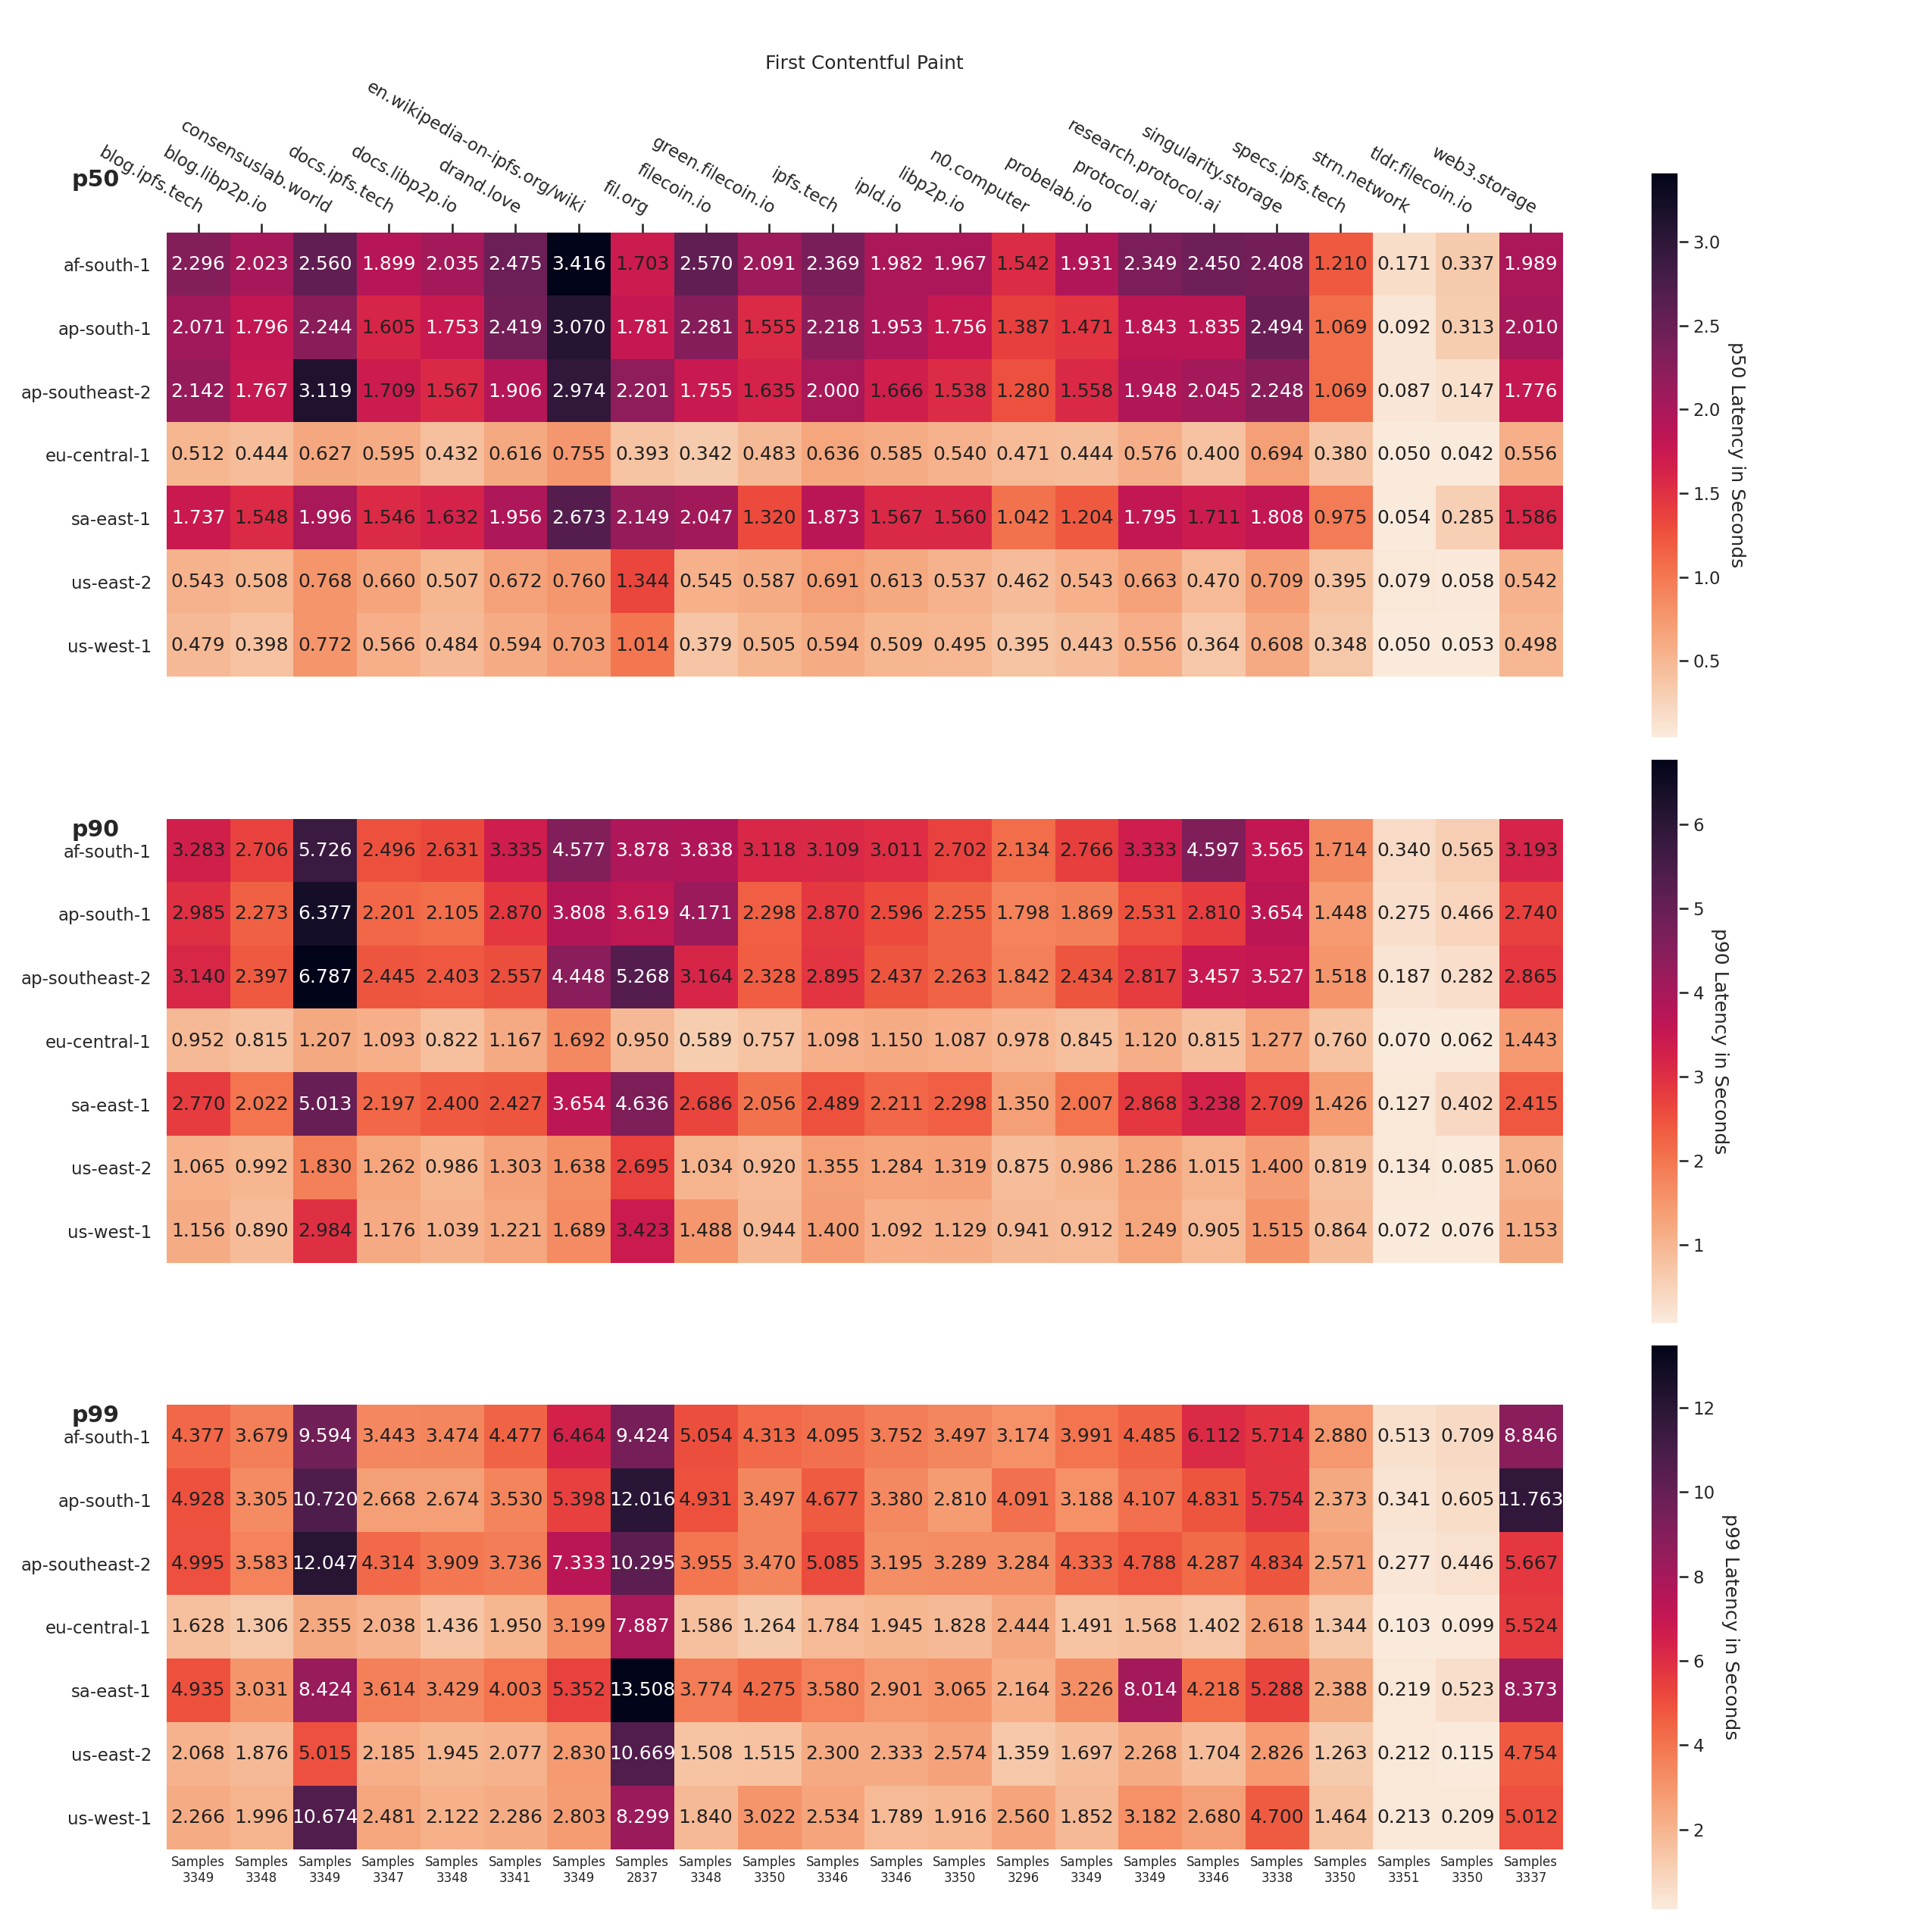 First Contentful Paint
p50
blog.ipfs.tech
blog.libp2p.io
consensuslab.world
docs.ipfs.tech
docs.libp2p.io
drand.love
en.wikipedia-on-ipfs.org/wiki
fil.org
filecoin.io
green.filecoin.io
ipfs.tech
ipld.io
libp2p.io
n0.computer
probelab.io
protocol.ai
research.protocol.ai
singularity.storage
specs.ipfs.tech
strn.network
tldr.filecoin.io
web3.storage
af-south-1 2.296 2.023 2.560 1.899 2.035 2.475 3.416 1.703 2.570 2.091 2.369 1.982 1.967 1.542 1.931 2.349 2.450 2.408 1.210 0.171 0.337 1.989
ap-south-1 2.071 1.796 2.244 1.605 1.753 2.419 3.070 1.781 2.281 1.555 2.218 1.953 1.756 1.387 1.471 1.843 1.835 2.494 1.069 0.092 0.313 2.010
ap-southeast-2 2.142 1.767 3.119 1.709 1.567 1.906 2.974 2.201 1.755 1.635 2.000 1.666 1.538 1.280 1.558 1.948 2.045 2.248 1.069 0.087 0.147 1.776
eu-central-1 0.512 0.444 0.627 0.595 0.432 0.616 0.755 0.393 0.342 0.483 0.636 0.585 0.540 0.471 0.444 0.576 0.400 0.694 0.380 0.050 0.042 0.556
sa-east-1 1.737 1.548 1.996 1.546 1.632 1.956 2.673 2.149 2.047 1.320 1.873 1.567 1.560 1.042 1.204 1.795 1.711 1.808 0.975 0.054 0.285 1.586
us-east-2 0.543 0.508 0.768 0.660 0.507 0.672 0.760 1.344 0.545 0.587 0.691 0.613 0.537 0.462 0.543 0.663 0.470 0.709 0.395 0.079 0.058 0.542
us-west-1 0.479 0.398 0.772 0.566 0.484 0.594 0.703 1.014 0.379 0.505 0.594 0.509 0.495 0.395 0.443 0.556 0.364 0.608 0.348 0.050 0.053 0.498
3.0
2.5
2.0
1.5
1.0
0.5
p50 Latency in Seconds
p90
af-south-1 3.283 2.706 5.726 2.496 2.631 3.335 4.577 3.878 3.838 3.118 3.109 3.011 2.702 2.134 2.766 3.333 4.597 3.565 1.714 0.340 0.565 3.193
ap-south-1 2.985 2.273 6.377 2.201 2.105 2.870 3.808 3.619 4.171 2.298 2.870 2.596 2.255 1.798 1.869 2.531 2.810 3.654 1.448 0.275 0.466 2.740
ap-southeast-2 3.140 2.397 6.787 2.445 2.403 2.557 4.448 5.268 3.164 2.328 2.895 2.437 2.263 1.842 2.434 2.817 3.457 3.527 1.518 0.187 0.282 2.865
eu-central-1 0.952 0.815 1.207 1.093 0.822 1.167 1.692 0.950 0.589 0.757 1.098 1.150 1.087 0.978 0.845 1.120 0.815 1.277 0.760 0.070 0.062 1.443
sa-east-1 2.770 2.022 5.013 2.197 2.400 2.427 3.654 4.636 2.686 2.056 2.489 2.211 2.298 1.350 2.007 2.868 3.238 2.709 1.426 0.127 0.402 2.415
us-east-2 1.065 0.992 1.830 1.262 0.986 1.303 1.638 2.695 1.034 0.920 1.355 1.284 1.319 0.875 0.986 1.286 1.015 1.400 0.819 0.134 0.085 1.060
us-west-1 1.156 0.890 2.984 1.176 1.039 1.221 1.689 3.423 1.488 0.944 1.400 1.092 1.129 0.941 0.912 1.249 0.905 1.515 0.864 0.072 0.076 1.153
6
5
4
3
2
1
p90 Latency in Seconds
p99
af-south-1 4.377 3.679 9.594 3.443 3.474 4.477 6.464 9.424 5.054 4.313 4.095 3.752 3.497 3.174 3.991 4.485 6.112 5.714 2.880 0.513 0.709 8.846
ap-south-1 4.928 3.305 10.720 2.668 2.674 3.530 5.398 12.016 4.931 3.497 4.677 3.380 2.810 4.091 3.188 4.107 4.831 5.754 2.373 0.341 0.605 11.763
ap-southeast-2 4.995 3.583 12.047 4.314 3.909 3.736 7.333 10.295 3.955 3.470 5.085 3.195 3.289 3.284 4.333 4.788 4.287 4.834 2.571 0.277 0.446 5.667
eu-central-1 1.628 1.306 2.355 2.038 1.436 1.950 3.199 7.887 1.586 1.264 1.784 1.945 1.828 2.444 1.491 1.568 1.402 2.618 1.344 0.103 0.099 5.524
sa-east-1 4.935 3.031 8.424 3.614 3.429 4.003 5.352 13.508 3.774 4.275 3.580 2.901 3.065 2.164 3.226 8.014 4.218 5.288 2.388 0.219 0.523 8.373
us-east-2 2.068 1.876 5.015 2.185 1.945 2.077 2.830 10.669 1.508 1.515 2.300 2.333 2.574 1.359 1.697 2.268 1.704 2.826 1.263 0.212 0.115 4.754
us-west-1 2.266 1.996 10.674 2.481 2.122 2.286 2.803 8.299 1.840 3.022 2.534 1.789 1.916 2.560 1.852 3.182 2.680 4.700 1.464 0.213 0.209 5.012
Samples Samples Samples Samples Samples Samples Samples Samples Samples Samples Samples Samples Samples Samples Samples Samples Samples Samples Samples Samples Samples Samples
3349 3348 3349 3347 3348 3341 3349 2837 3348 3350 3346 3346 3350 3296 3349 3349 3346 3338 3350 3351 3350 3337
12
10
8
6
4
2
p99 Latency in Seconds